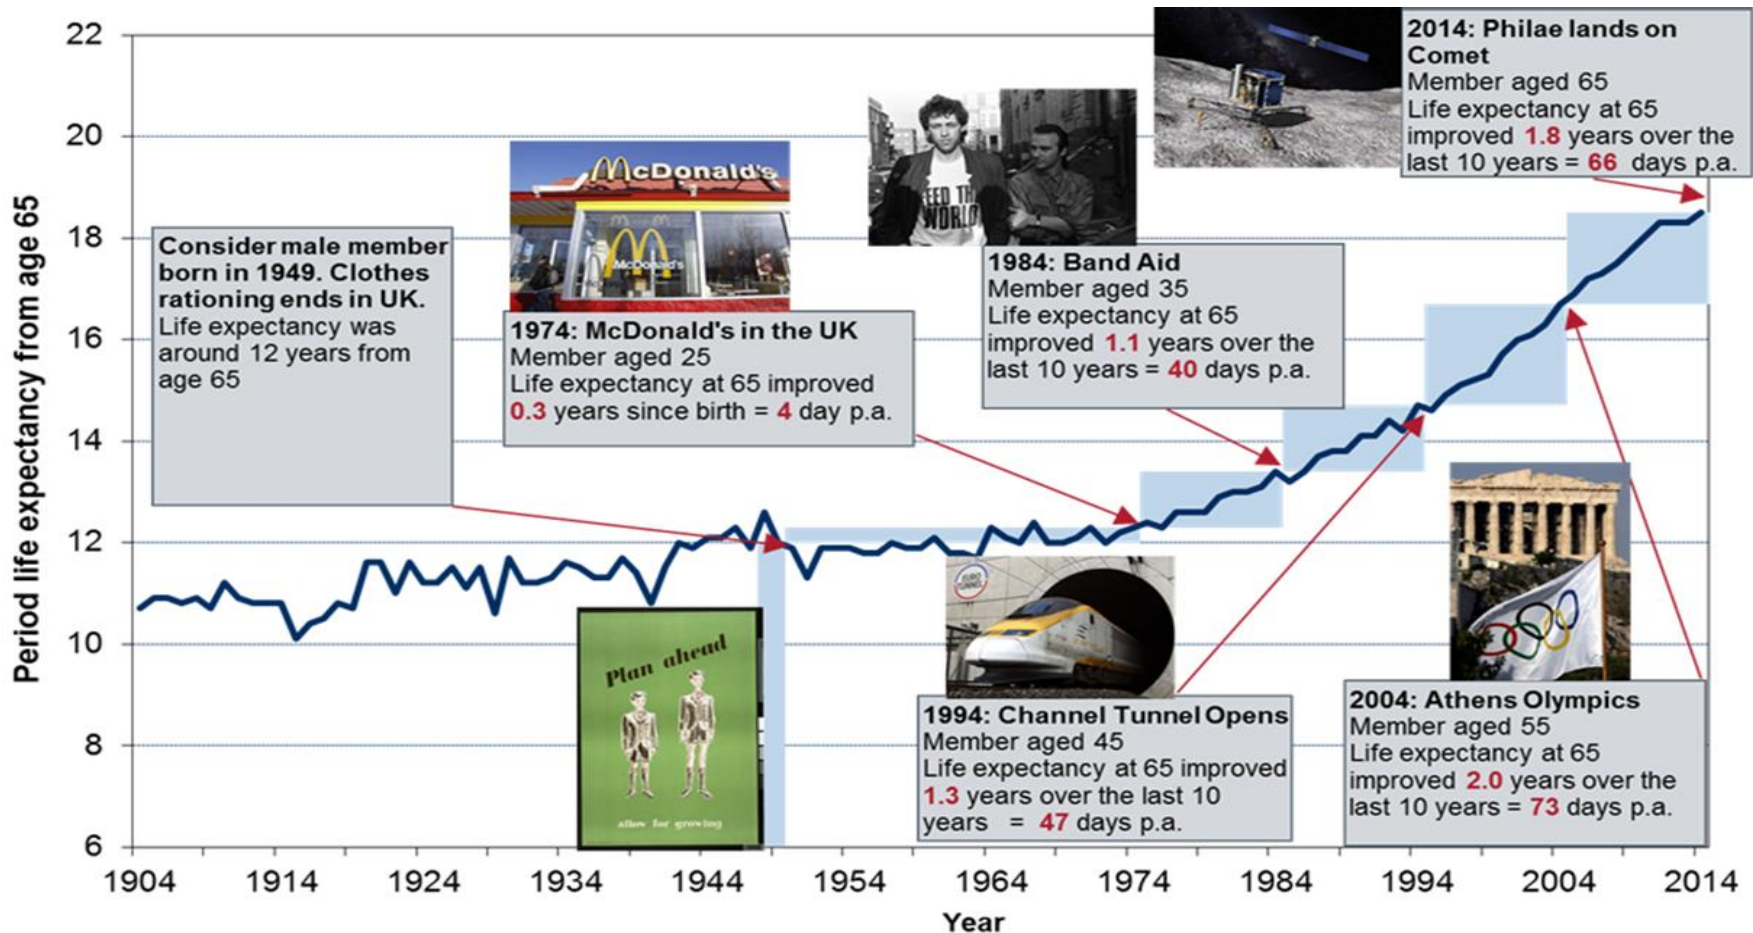 Period life expectancy from age 65
22
20
18
16
14
12
10
8
6
1904
1914
1924
1934
1944
1954
1964
1974
1984
1994
2004
2014
Year
Consider male member
born in 1949. Clothes
rationing ends in UK.
Life expectancy was
around 12 years from
age 65
Plan ahead
allow for growing
McDonald's
McDonald's
1974: McDonald's in the UK
Member aged 25
Life expectancy at 65 improved
0.3 years since birth = 4 day p.a.
FEED THE
WORLD
1984: Band Aid
Member aged 35
Life expectancy at 65
improved 1.1 years over the
last 10 years = 40 days p.a.
EURO
TUNNEL
1994: Channel Tunnel Opens
Member aged 45
Life expectancy at 65 improved
1.3 years over the last 10
years = 47 days p.a.
2004: Athens Olympics
Member aged 55
Life expectancy at 65
improved 2.0 years over the
last 10 years = 73 days p.a.
2014: Philae lands on
Comet
Member aged 65
Life expectancy at 65
improved 1.8 years over the
last 10 years = 66 days p.a.